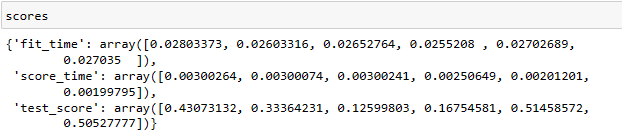 scores
{'fit_time': array([0.02803373, 0.02603316, 0.02652764, 0.0255208 , 0.02702689,
0.027035  ]),
'score_time': array([0.00300264, 0.00300074, 0.00300241, 0.00250649, 0.00201201,
0.00199795]),
'test_score': array([0.43073132, 0.33364231, 0.12599803, 0.16754581, 0.51458572,
0.50527777])}